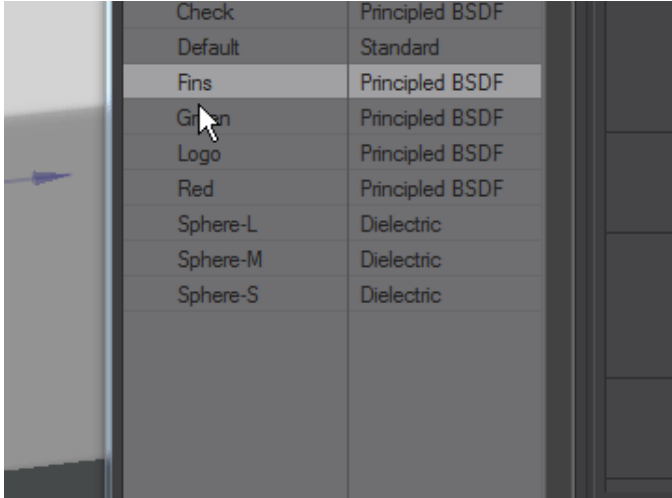 Check Principled BSDF
Default Standard
Fins Principled BSDF
Green Principled BSDF
Logo Principled BSDF
Red Principled BSDF
Sphere-L Dielectric
Sphere-M Dielectric
Sphere-S Dielectric